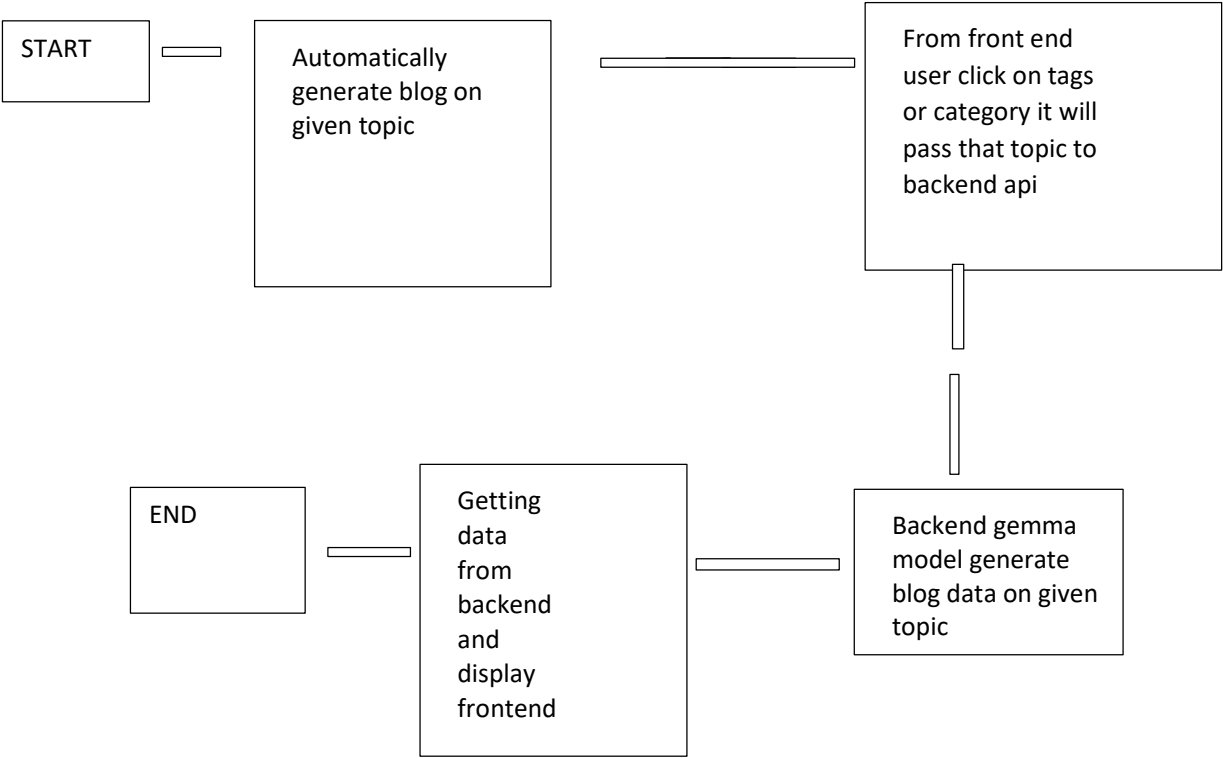 START
Automatically
generate blog on
given topic
From front end
user click on tags
or category it will
pass that topic to
backend api
Backend gemma
model generate
blog data on given
topic
Getting
data
from
backend
and
display
frontend
END